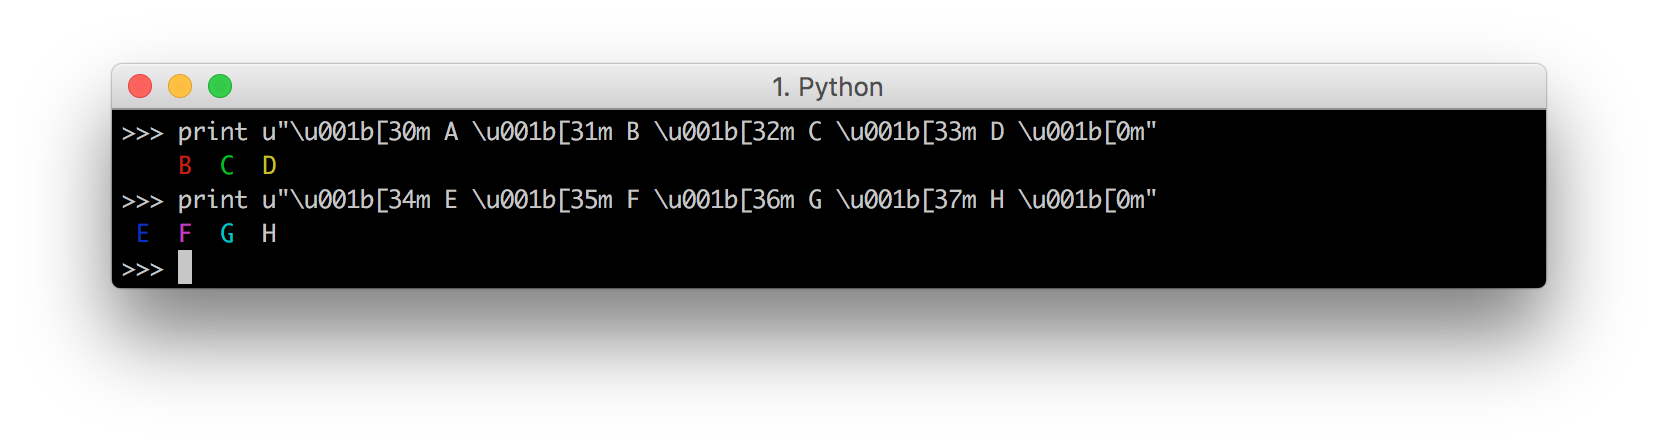 1. Python
>>> print u"\u001b[30m A \u001b[31m B \u001b[32m C \u001b[33m D \u001b[0m"
B C D
>>> print u"\u001b[34m E \u001b[35m F \u001b[36m G \u001b[37m H \u001b[0m"
E F G H
>>>